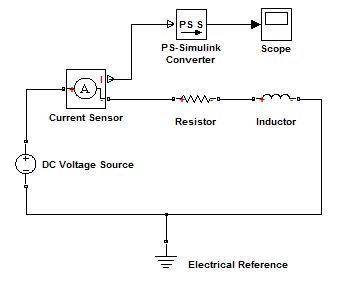 PS S
PS-Simulink
Converter
Scope
I
A
Current Sensor
Resistor
Inductor
DC Voltage Source
Electrical Reference